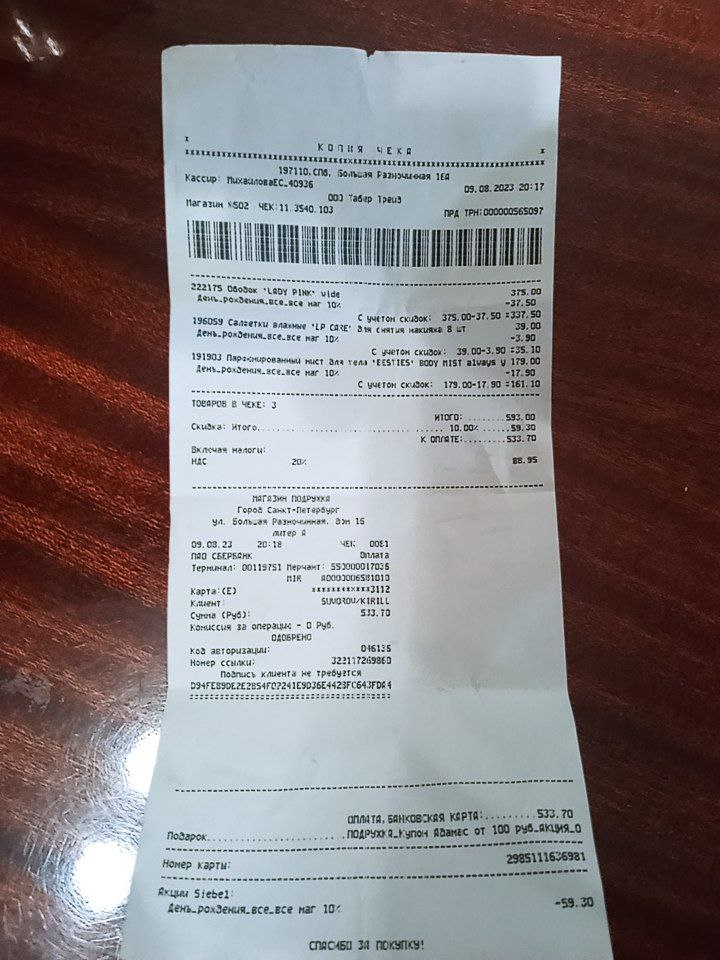 КОПИЯ ЧЕКА
197110,СПб, Большая Разночинная 16А
Кассир: МихайловаЕС_40936 09.08.2023 20:17
ООО Табер Трейд
Магазин №502 ЧЕК:11.3540.103 ПРД ТРН:000000565097
222175 Ободок 'LADY PINK' wide 375.00
День_рождения_все_все маг 10% -37.50
С учетом скидок: 375.00-37.50 =337.50
196059 Салфетки влажные 'LP CARE' для снятия макияжа 8 шт 39.00
День_рождения_все_все маг 10% -3.90
С учетом скидок: 39.00-3.90 =35.10
191903 Парфюмированный мист для тела 'BESTIES' BODY MIST always y 179.00
День_рождения_все_все маг 10% -17.90
С учетом скидок: 179.00-17.90 =161.10
ТОВАРОВ В ЧЕКЕ: 3
ИТОГО:.......593.00
Скидка: Итого.................................. 10.00%.....59.30
К ОПЛАТЕ:.......533.70
Включая налоги:
НДС 20% 88.95
МАГАЗИН ПОДРУЖКА
Город Санкт-Петербург
ул. Большая Разночинная, дом 16
литер А
09.08.23 20:18 ЧЕК 0081
ПАО СБЕРБАНК Оплата
Терминал: 00119751 Мерчант: 550000017036
MIR A0000006581010
Карта:(E) ************3112
Клиент: SUVOROV/KIRILL
Сумма (Руб): 533.70
Комиссия за операцию - 0 Руб.
ОДОБРЕНО
Код авторизации: 046136
Номер ссылки: 322117269860
Подпись клиента не требуется
D94FEB9DE2E2854F07241E9D36E4423FC643FDA4
ОПЛАТА, БАНКОВСКАЯ КАРТА:.........533.70
Подарок......................ПОДРУЖКА_Купон Адамас от 100 руб_АКЦИЯ_0
Номер карты: 2985111636981
Акции Siebel:
День_рождения_все_все маг 10% -59.30
СПАСИБО ЗА ПОКУПКУ!